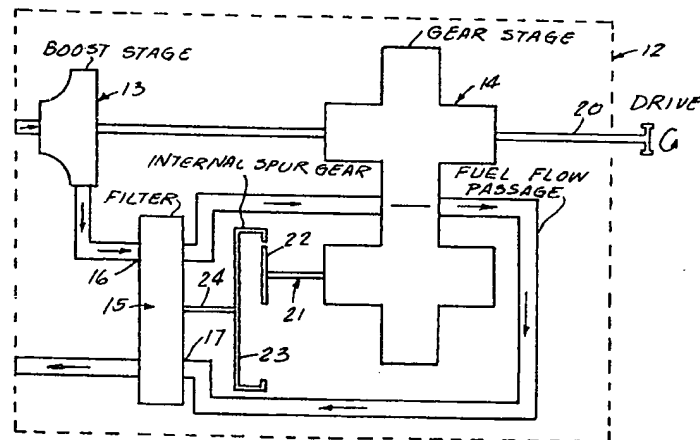 GEAR STAGE
12
BOOST STAGE
13
14
20
DRIVE
INTERNAL SPUR GEAR
FUEL FLOW
PASSAGE
FILTER
22
16
24
15
21
17
23